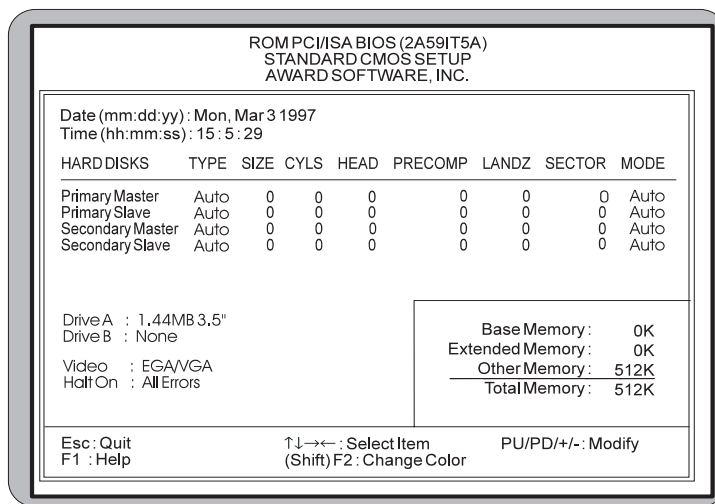 ROM PCI/ISA BIOS (2A59IT5A)
STANDARD CMOS SETUP
AWARD SOFTWARE, INC.
Date (mm:dd:yy) : Mon, Mar 3 1997
Time (hh:mm:ss) : 15 : 5 : 29
HARD DISKS TYPE SIZE CYLS HEAD PRECOMP LANDZ SECTOR MODE
Primary Master Auto 0 0 0 0 0 0 Auto
Primary Slave Auto 0 0 0 0 0 0 Auto
Secondary Master Auto 0 0 0 0 0 0 Auto
Secondary Slave Auto 0 0 0 0 0 0 Auto
Drive A : 1.44MB 3.5"
Drive B : None
Video : EGA/VGA
Halt On : All Errors
Base Memory : 0K
Extended Memory : 0K
Other Memory : 512K
Total Memory : 512K
Esc : Quit ↑↓→← : Select Item PU/PD/+/- : Modify
F1 : Help (Shift) F2 : Change Color